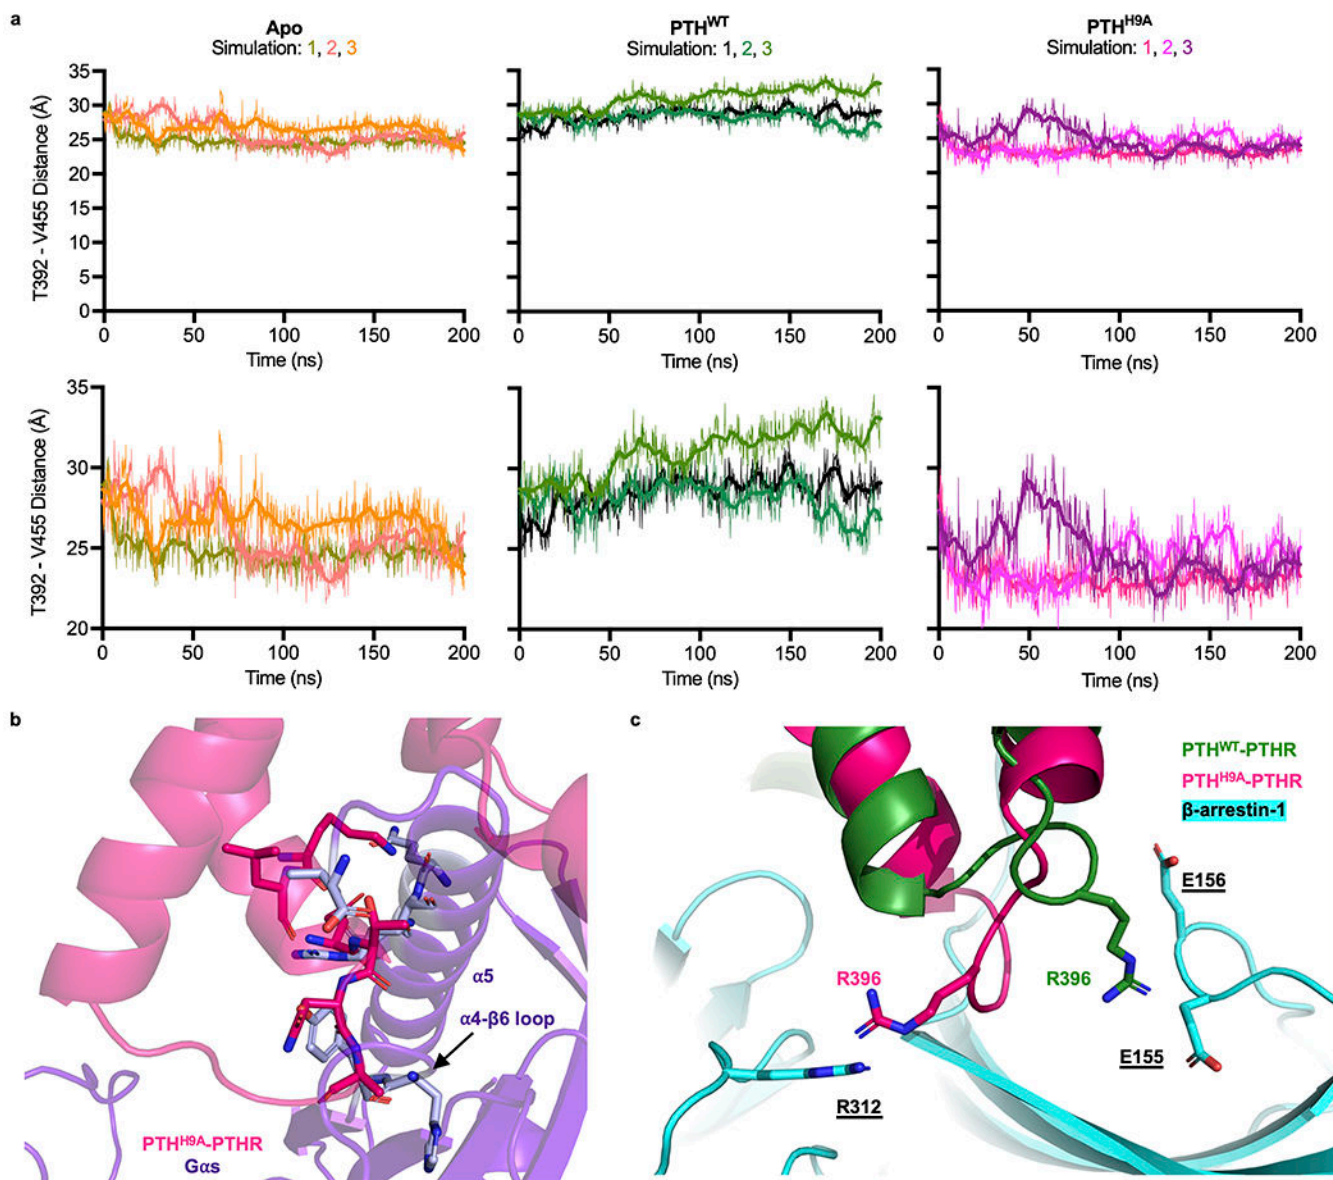 a
Apo
Simulation: 1, 2, 3
PTHᵂᵀ
Simulation: 1, 2, 3
PTHᴴ⁹ᴬ
Simulation: 1, 2, 3
T392 - V455 Distance (Å)
35
30
25
20
15
10
5
0
0 50 100 150 200
Time (ns)
0 50 100 150 200
Time (ns)
0 50 100 150 200
Time (ns)
T392 - V455 Distance (Å)
35
30
25
20
0 50 100 150 200
Time (ns)
0 50 100 150 200
Time (ns)
0 50 100 150 200
Time (ns)
b
α5
α4-β6 loop
PTHᴴ⁹ᴬ-PTHR
Gαs
c
PTHᵂᵀ-PTHR
PTHᴴ⁹ᴬ-PTHR
β-arrestin-1
E156
R396
R396
E155
R312